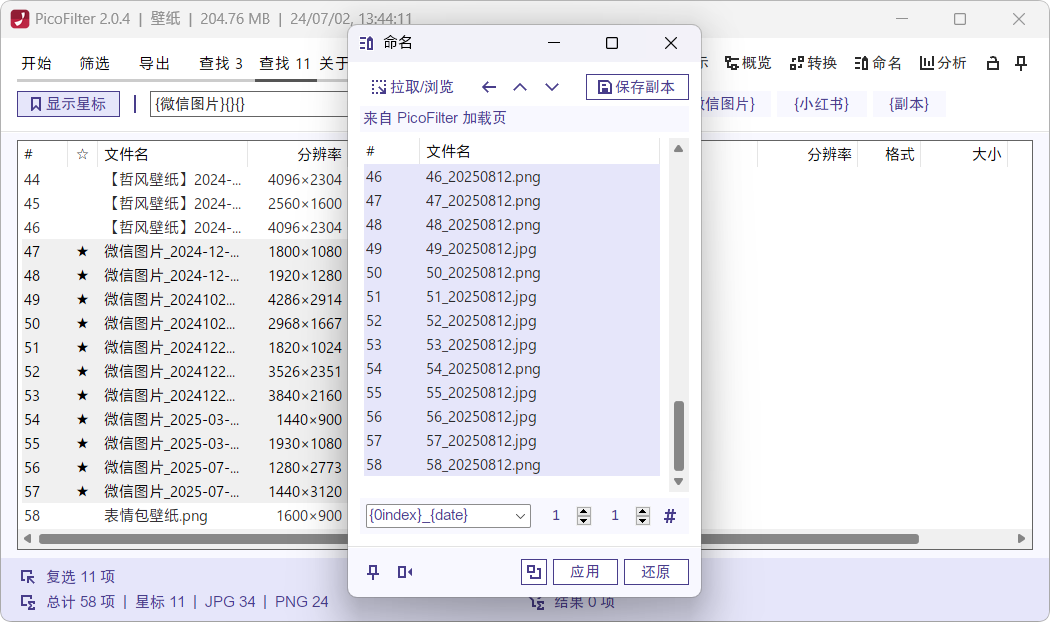 PicoFilter 2.0.4 | 壁纸 | 204.76 MB | 24/07/02, 13:44:11
开始 筛选 导出 查找 3 查找 11 关于
示 概览 转换 命名 分析
显示星标 {微信图片}{}{}
微信图片} {小红书} {副本}
# ☆ 文件名 分辨率
44 【哲风壁纸】2024-... 4096×2304
45 【哲风壁纸】2024-... 2560×1600
46 【哲风壁纸】2024-... 4096×2304
47 ★ 微信图片_2024-12-... 1800×1080
48 ★ 微信图片_2024-12-... 1920×1280
49 ★ 微信图片_2024102... 4286×2914
50 ★ 微信图片_2024102... 2968×1667
51 ★ 微信图片_2024122... 1820×1024
52 ★ 微信图片_2024122... 3526×2351
53 ★ 微信图片_2024122... 3840×2160
54 ★ 微信图片_2025-03-... 1440×900
55 ★ 微信图片_2025-03-... 1930×1080
56 ★ 微信图片_2025-07-... 1280×2773
57 ★ 微信图片_2025-07-... 1440×3120
58 表情包壁纸.png 1600×900
分辨率 格式 大小
复选 11 项
总计 58 项 | 星标 11 | JPG 34 | PNG 24
结果 0 项
命名
拉取/浏览 保存副本
来自 PicoFilter 加载页
# 文件名
46 46_20250812.png
47 47_20250812.png
48 48_20250812.png
49 49_20250812.jpg
50 50_20250812.png
51 51_20250812.jpg
52 52_20250812.jpg
53 53_20250812.jpg
54 54_20250812.png
55 55_20250812.jpg
56 56_20250812.jpg
57 57_20250812.jpg
58 58_20250812.png
{0index}_{date} 1 1 #
应用 还原